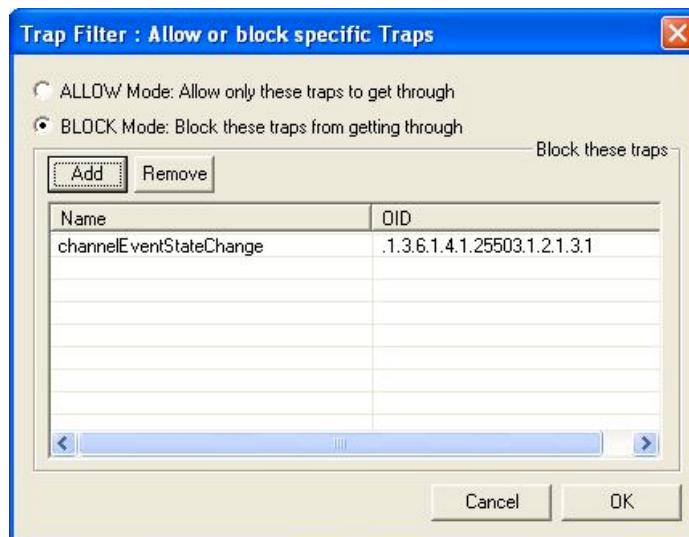 Trap Filter : Allow or block specific Traps
ALLOW Mode: Allow only these traps to get through
BLOCK Mode: Block these traps from getting through
Block these traps
Add Remove
Name OID
channelEventStateChange .1.3.6.1.4.1.25503.1.2.1.3.1
Cancel OK